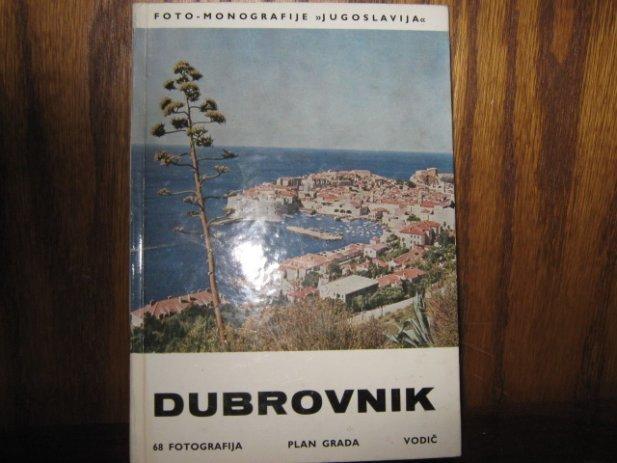 FOTO-MONOGRAFIJE »JUGOSLAVIJA«
DUBROVNIK
68 FOTOGRAFIJA PLAN GRADA VODIČ